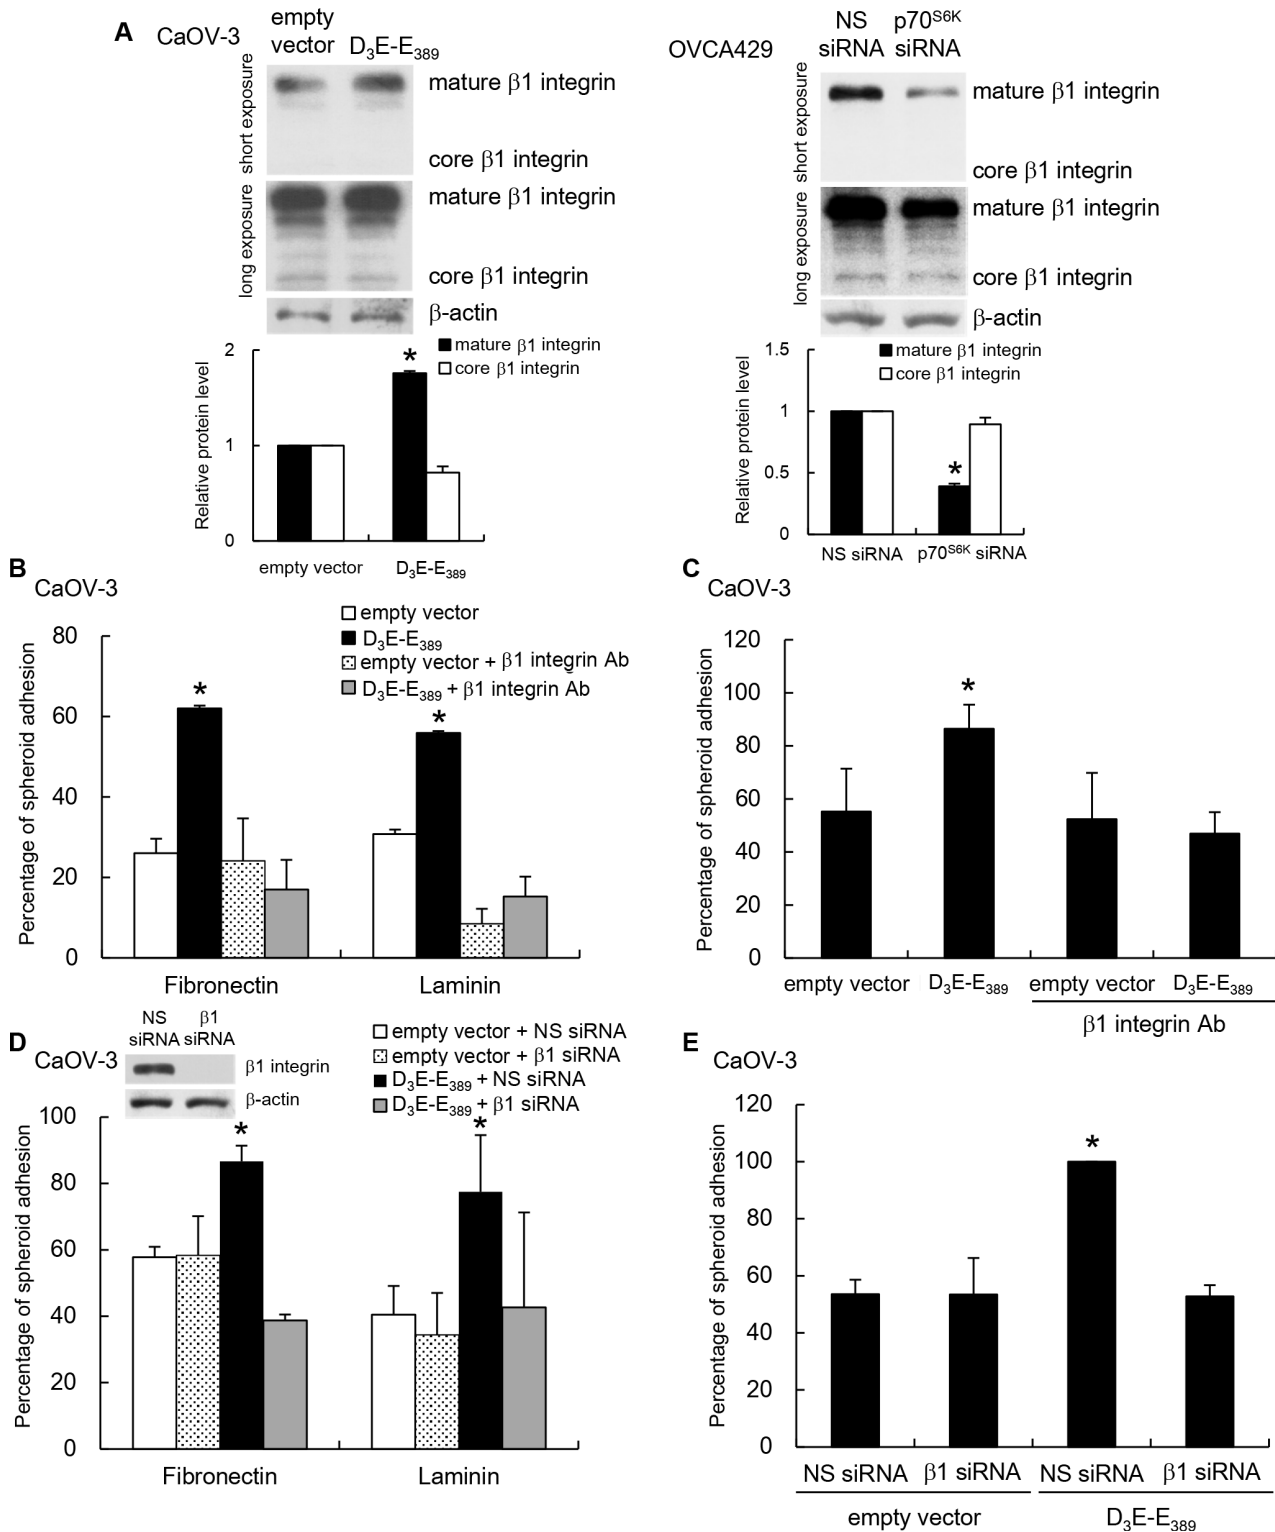 A
CaOV-3
empty
vector
D₃E-E₃₈₉
short exposure
mature β1 integrin
core β1 integrin
long exposure
mature β1 integrin
core β1 integrin
β-actin
Relative protein level
2
1
0
mature β1 integrin
core β1 integrin
*
empty vector
D₃E-E₃₈₉
OVCA429
NS
siRNA
p70ˢ⁶ᴷ
siRNA
short exposure
mature β1 integrin
core β1 integrin
long exposure
mature β1 integrin
core β1 integrin
β-actin
Relative protein level
1.5
1
0.5
0
mature β1 integrin
core β1 integrin
*
NS siRNA
p70ˢ⁶ᴷ siRNA
B
CaOV-3
empty vector
D₃E-E₃₈₉
empty vector + β1 integrin Ab
D₃E-E₃₈₉ + β1 integrin Ab
Percentage of spheroid adhesion
80
60
40
20
0
*
*
Fibronectin
Laminin
C
CaOV-3
Percentage of spheroid adhesion
120
100
80
60
40
20
0
*
empty vector
D₃E-E₃₈₉
empty vector
D₃E-E₃₈₉
β1 integrin Ab
D
CaOV-3
NS
siRNA
β1
siRNA
β1 integrin
β-actin
empty vector + NS siRNA
empty vector + β1 siRNA
D₃E-E₃₈₉ + NS siRNA
D₃E-E₃₈₉ + β1 siRNA
Percentage of spheroid adhesion
100
80
60
40
20
0
*
*
Fibronectin
Laminin
E
CaOV-3
Percentage of spheroid adhesion
120
100
80
60
40
20
0
*
NS siRNA
β1 siRNA
NS siRNA
β1 siRNA
empty vector
D₃E-E₃₈₉